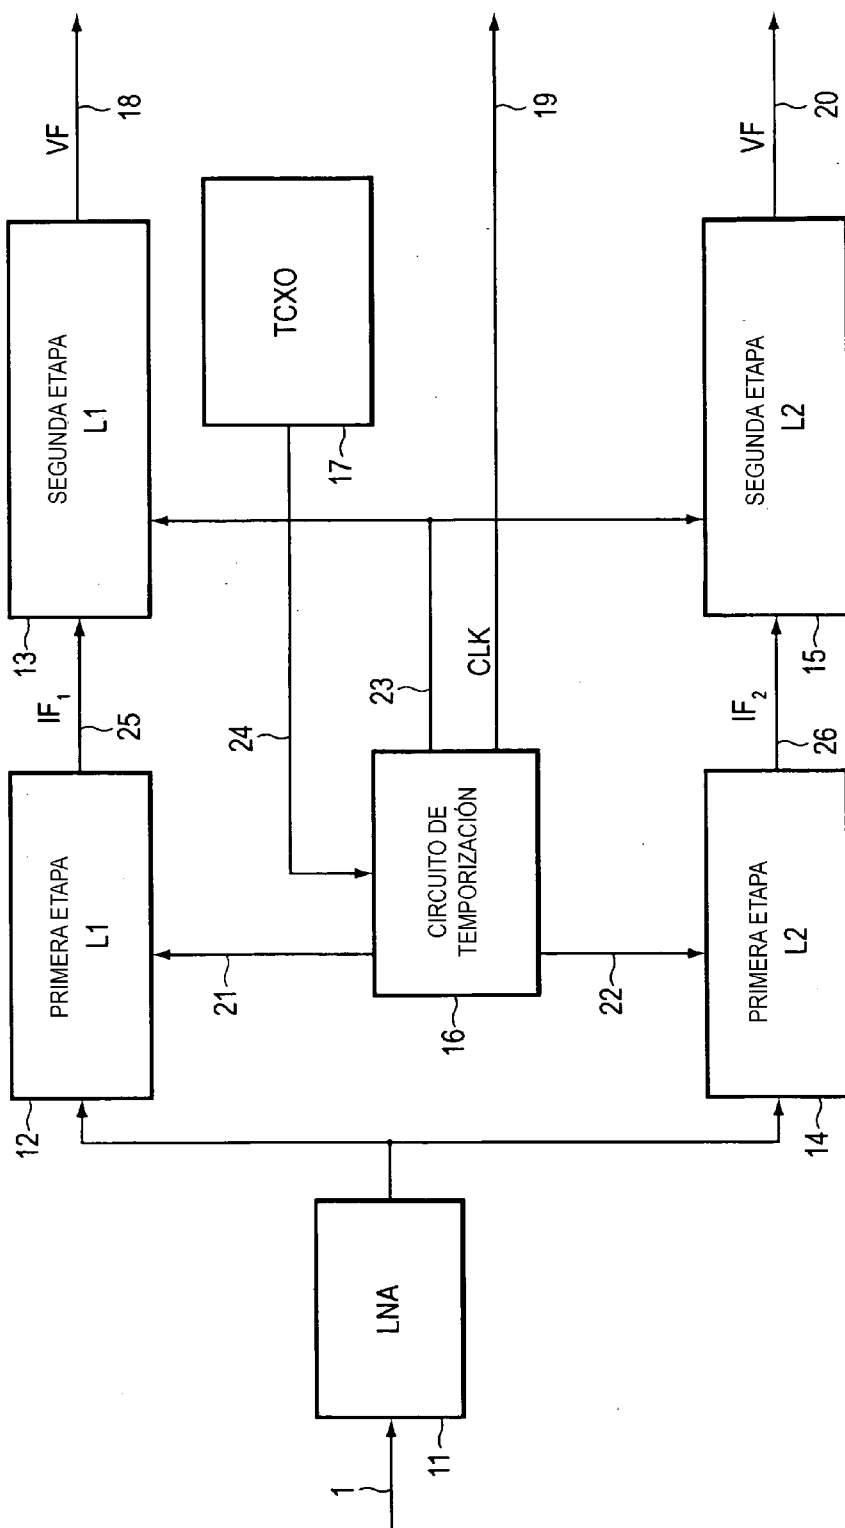 1
LNA
11
PRIMERA ETAPA
L1
12
IF1
25
SEGUNDA ETAPA
L1
13
VF
18
TCXO
17
24
21
CIRCUITO DE
TEMPORIZACIÓN
16
23
CLK
19
22
PRIMERA ETAPA
L2
14
IF2
26
SEGUNDA ETAPA
L2
15
VF
20